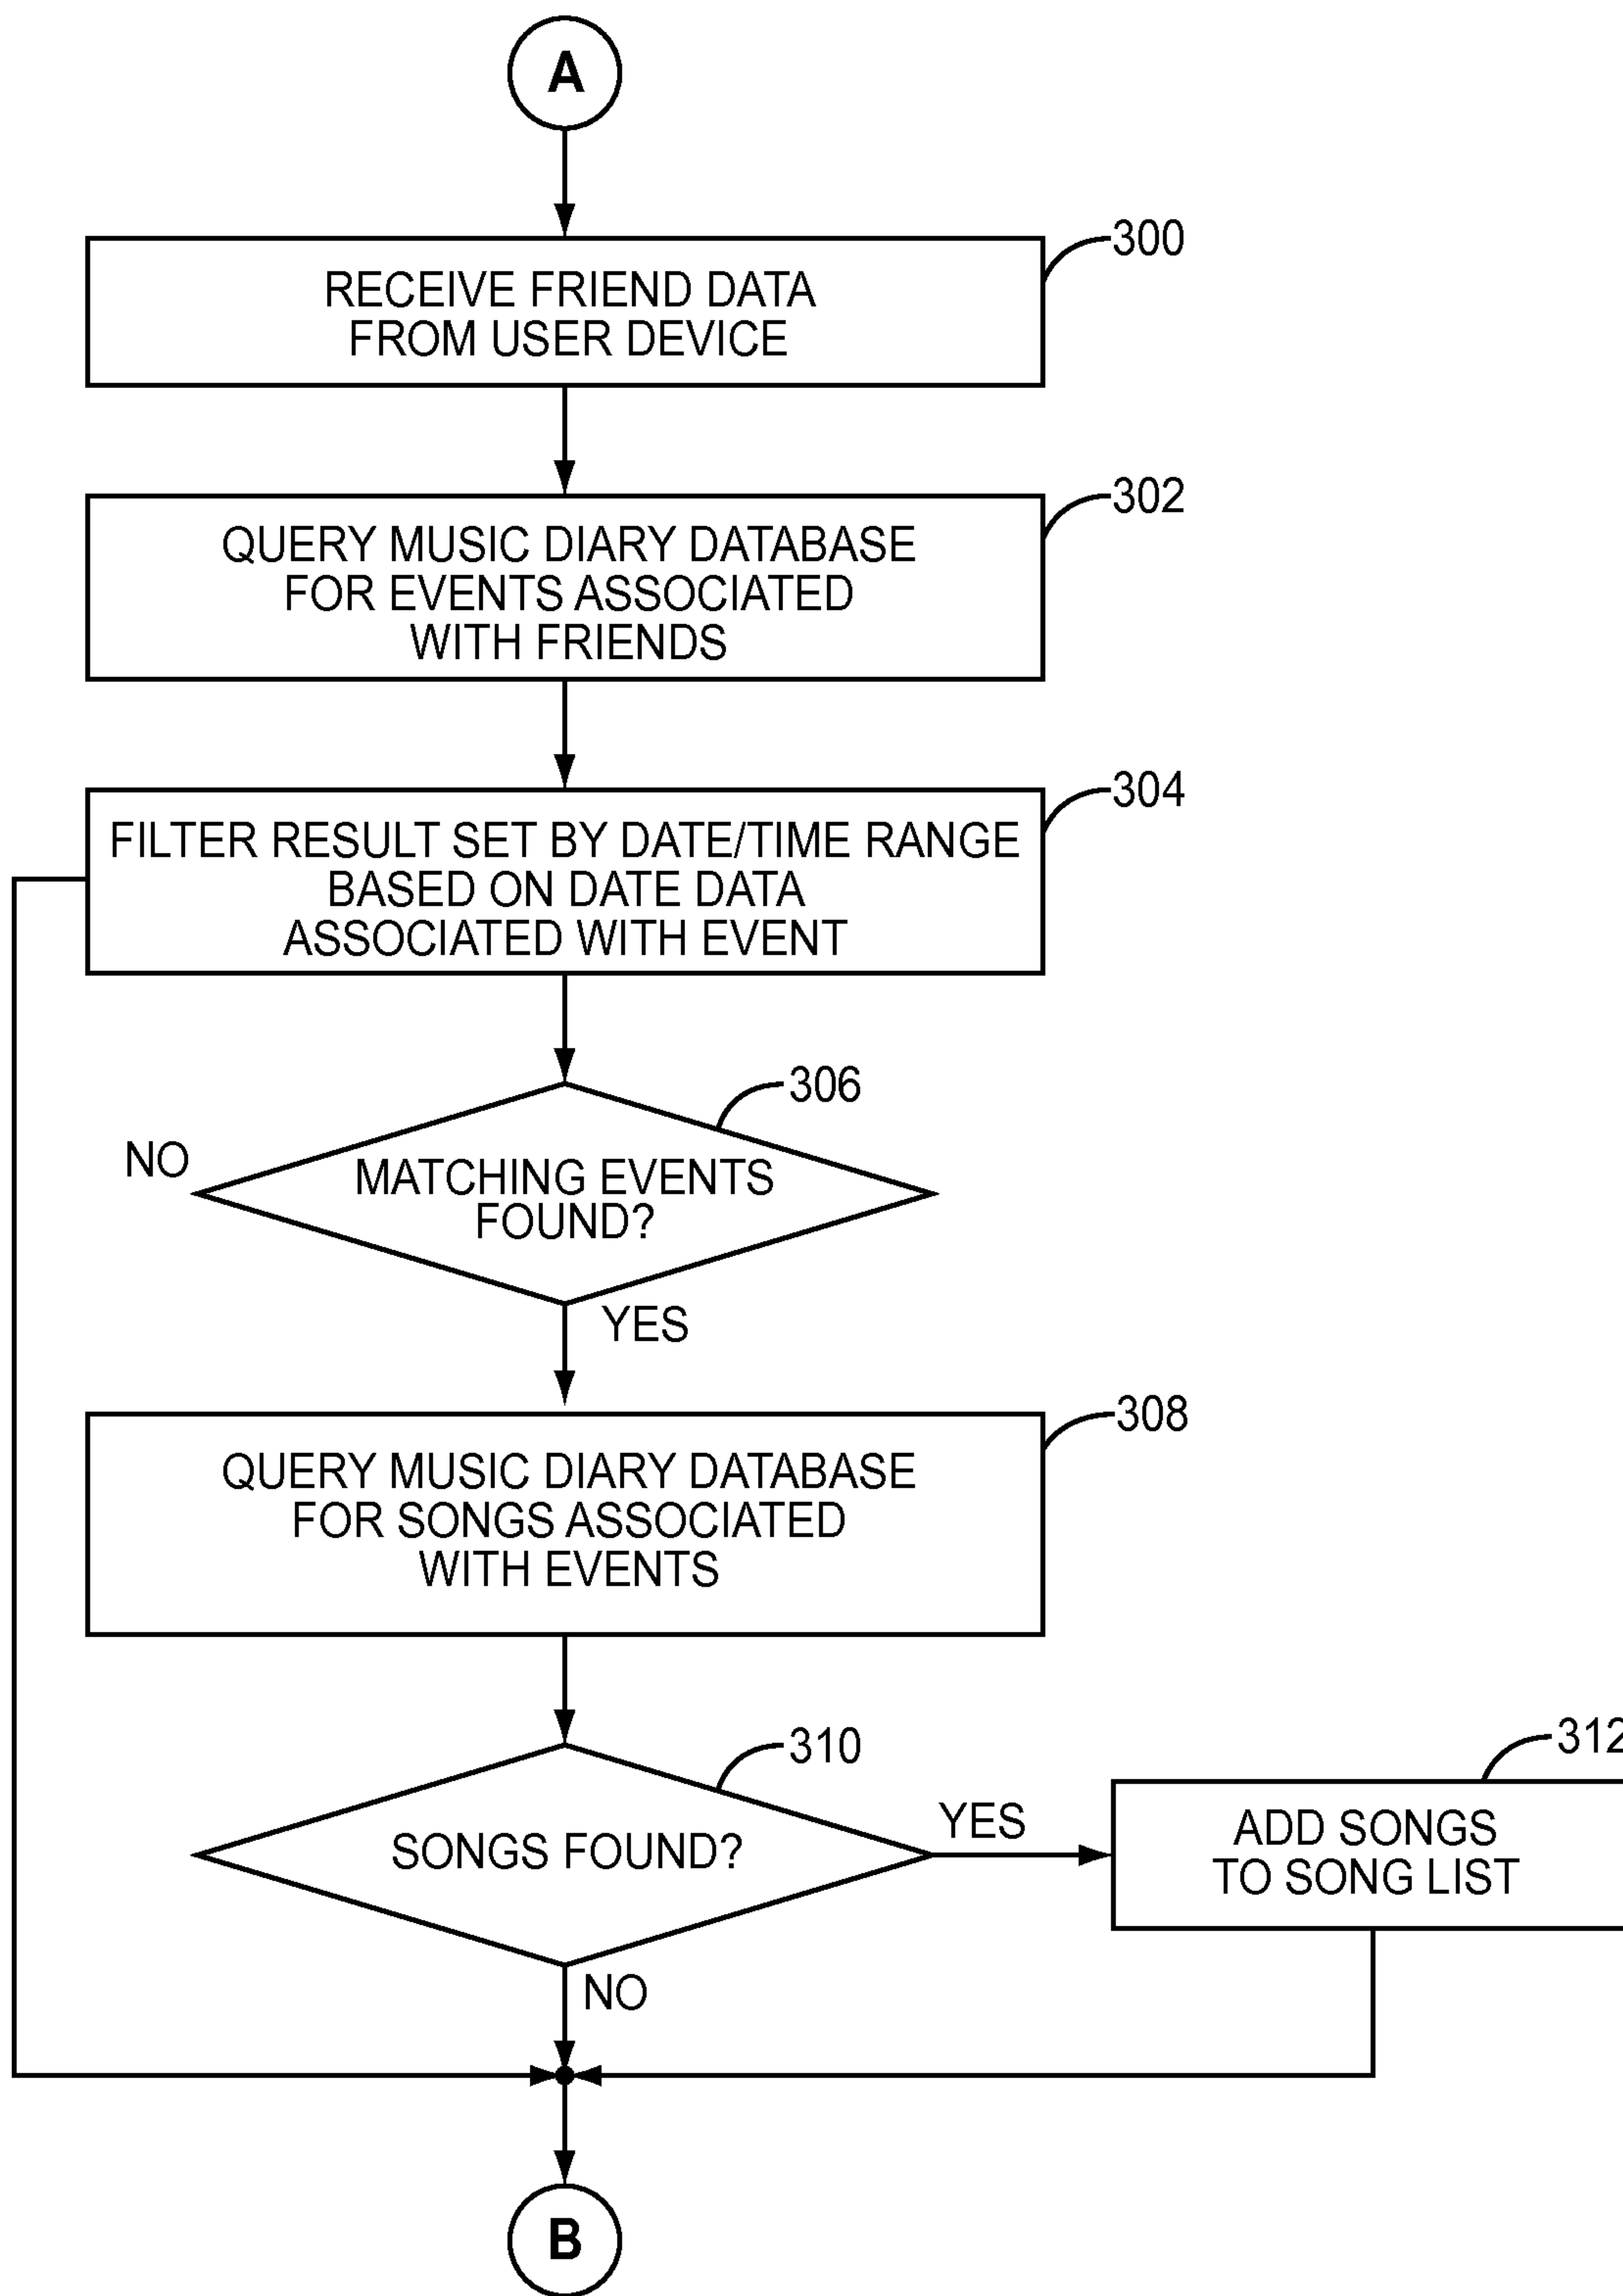 A
300
RECEIVE FRIEND DATA
FROM USER DEVICE
302
QUERY MUSIC DIARY DATABASE
FOR EVENTS ASSOCIATED
WITH FRIENDS
304
FILTER RESULT SET BY DATE/TIME RANGE
BASED ON DATE DATA
ASSOCIATED WITH EVENT
306
NO
MATCHING EVENTS
FOUND?
YES
308
QUERY MUSIC DIARY DATABASE
FOR SONGS ASSOCIATED
WITH EVENTS
310
312
SONGS FOUND?
YES
ADD SONGS
TO SONG LIST
NO
B